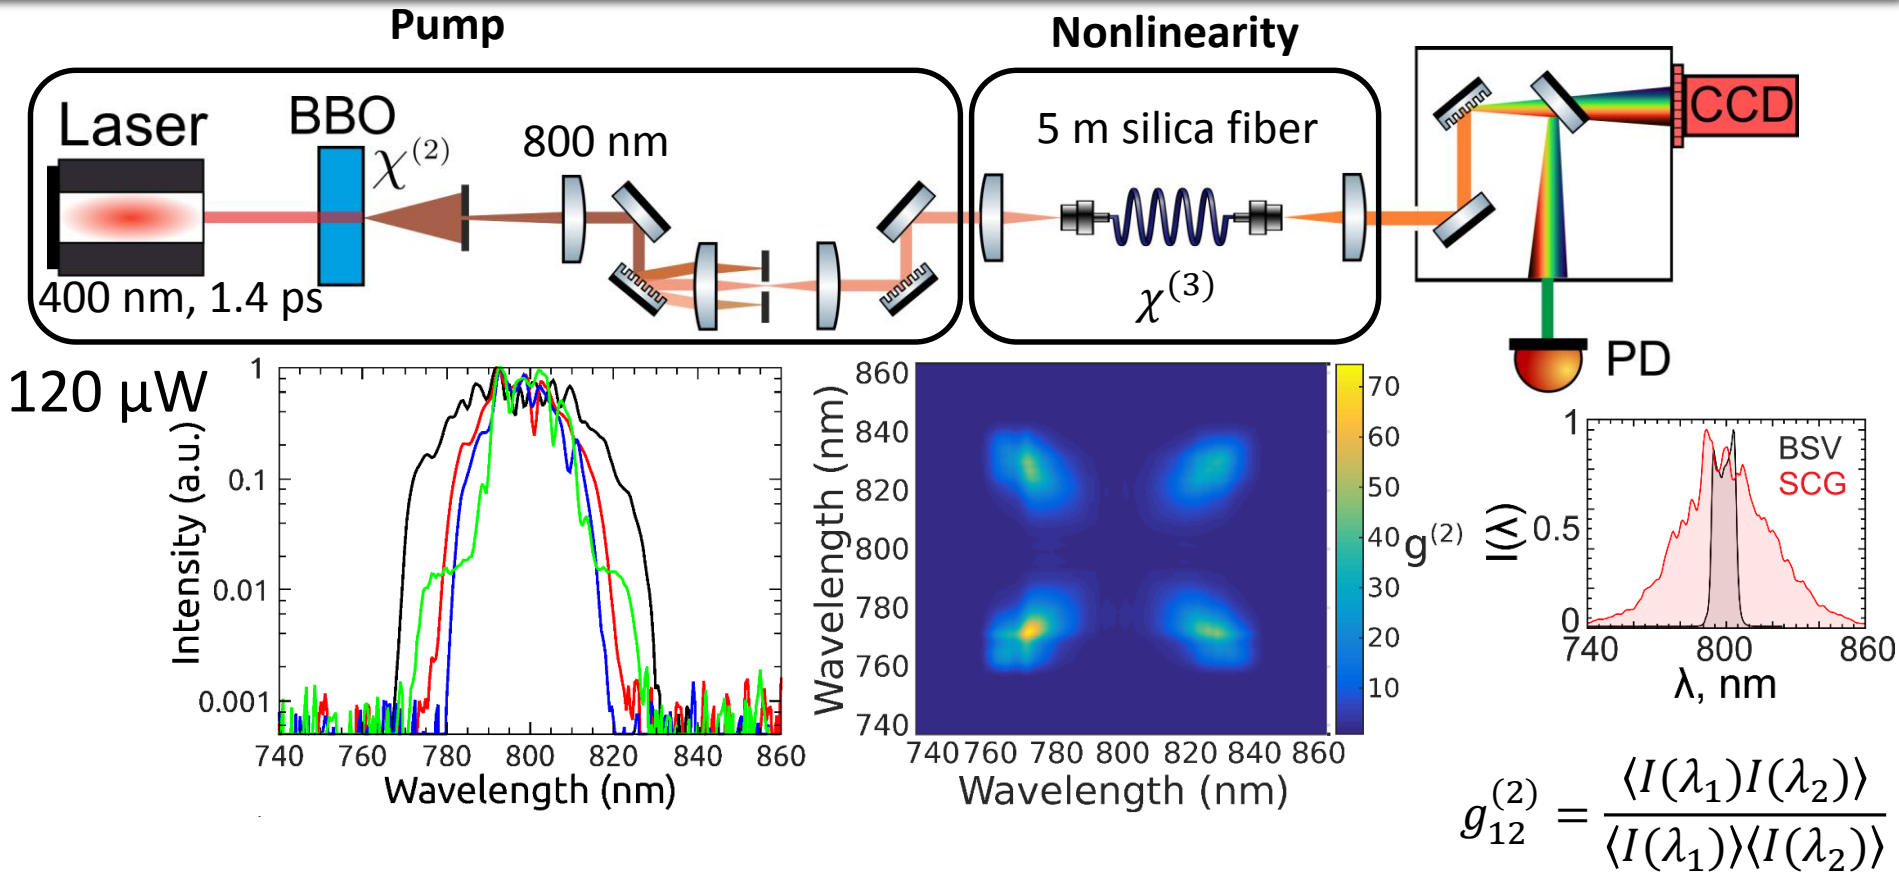 Pump
Nonlinearity
Laser
BBO
χ(2)
800 nm
400 nm, 1.4 ps
5 m silica fiber
χ(3)
CCD
PD
120 μW
Intensity (a.u.)
1
0.1
0.01
0.001
740 760 780 800 820 840 860
Wavelength (nm)
Wavelength (nm)
860
840
820
800
780
760
740
740 760 780 800 820 840 860
Wavelength (nm)
70
60
50
40
30
20
10
g(2)
I(λ)
1
0.5
0
BSV
SCG
740 800 860
λ, nm
g12(2) = ⟨I(λ1)I(λ2)⟩ / ⟨I(λ1)⟩⟨I(λ2)⟩